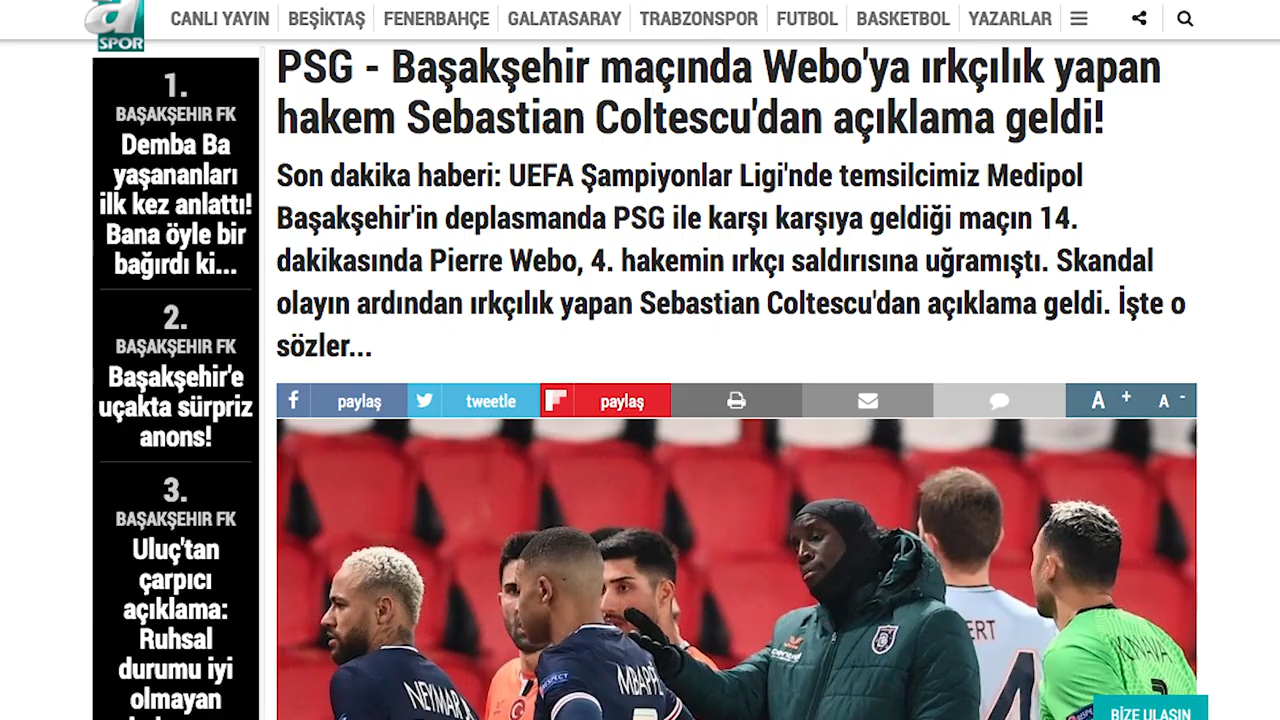 a
SPOR
CANLI YAYIN
BEŞİKTAŞ
FENERBAHÇE
GALATASARAY
TRABZONSPOR
FUTBOL
BASKETBOL
YAZARLAR
1.
BAŞAKŞEHİR FK
Demba Ba
yaşananları
ilk kez anlattı!
Bana öyle bir
bağırdı ki...
2.
BAŞAKŞEHİR FK
Başakşehir'e
uçakta sürpriz
anons!
3.
BAŞAKŞEHİR FK
Uluç'tan
çarpıcı
açıklama:
Ruhsal
durumu iyi
olmayan
PSG - Başakşehir maçında Webo'ya ırkçılık yapan
hakem Sebastian Coltescu'dan açıklama geldi!
Son dakika haberi: UEFA Şampiyonlar Ligi'nde temsilcimiz Medipol
Başakşehir'in deplasmanda PSG ile karşı karşıya geldiği maçın 14.
dakikasında Pierre Webo, 4. hakemin ırkçı saldırısına uğramıştı. Skandal
olayın ardından ırkçılık yapan Sebastian Coltescu'dan açıklama geldi. İşte o
sözler...
paylaş
tweetle
paylaş
A +
A -
NEYMAR J
RESPECT
MBAPPÉ
central
ERT
4
BİZE ULAŞIN